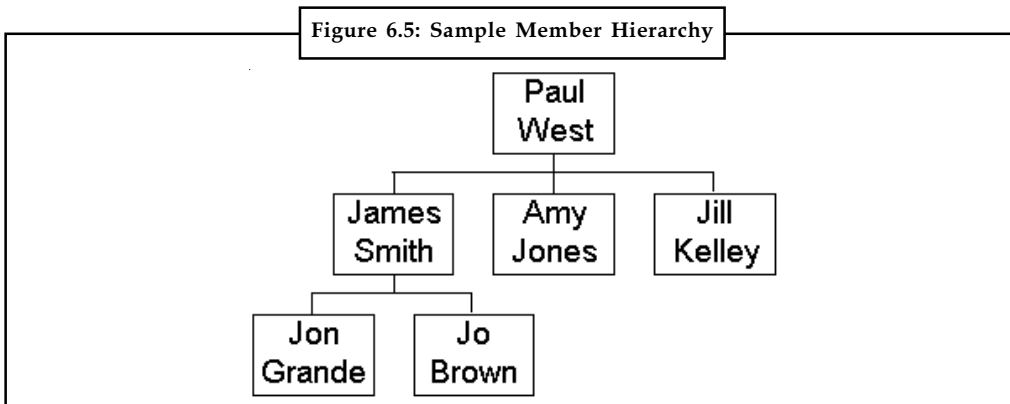 Figure 6.5: Sample Member Hierarchy
Paul
West
James
Smith
Amy
Jones
Jill
Kelley
Jon
Grande
Jo
Brown